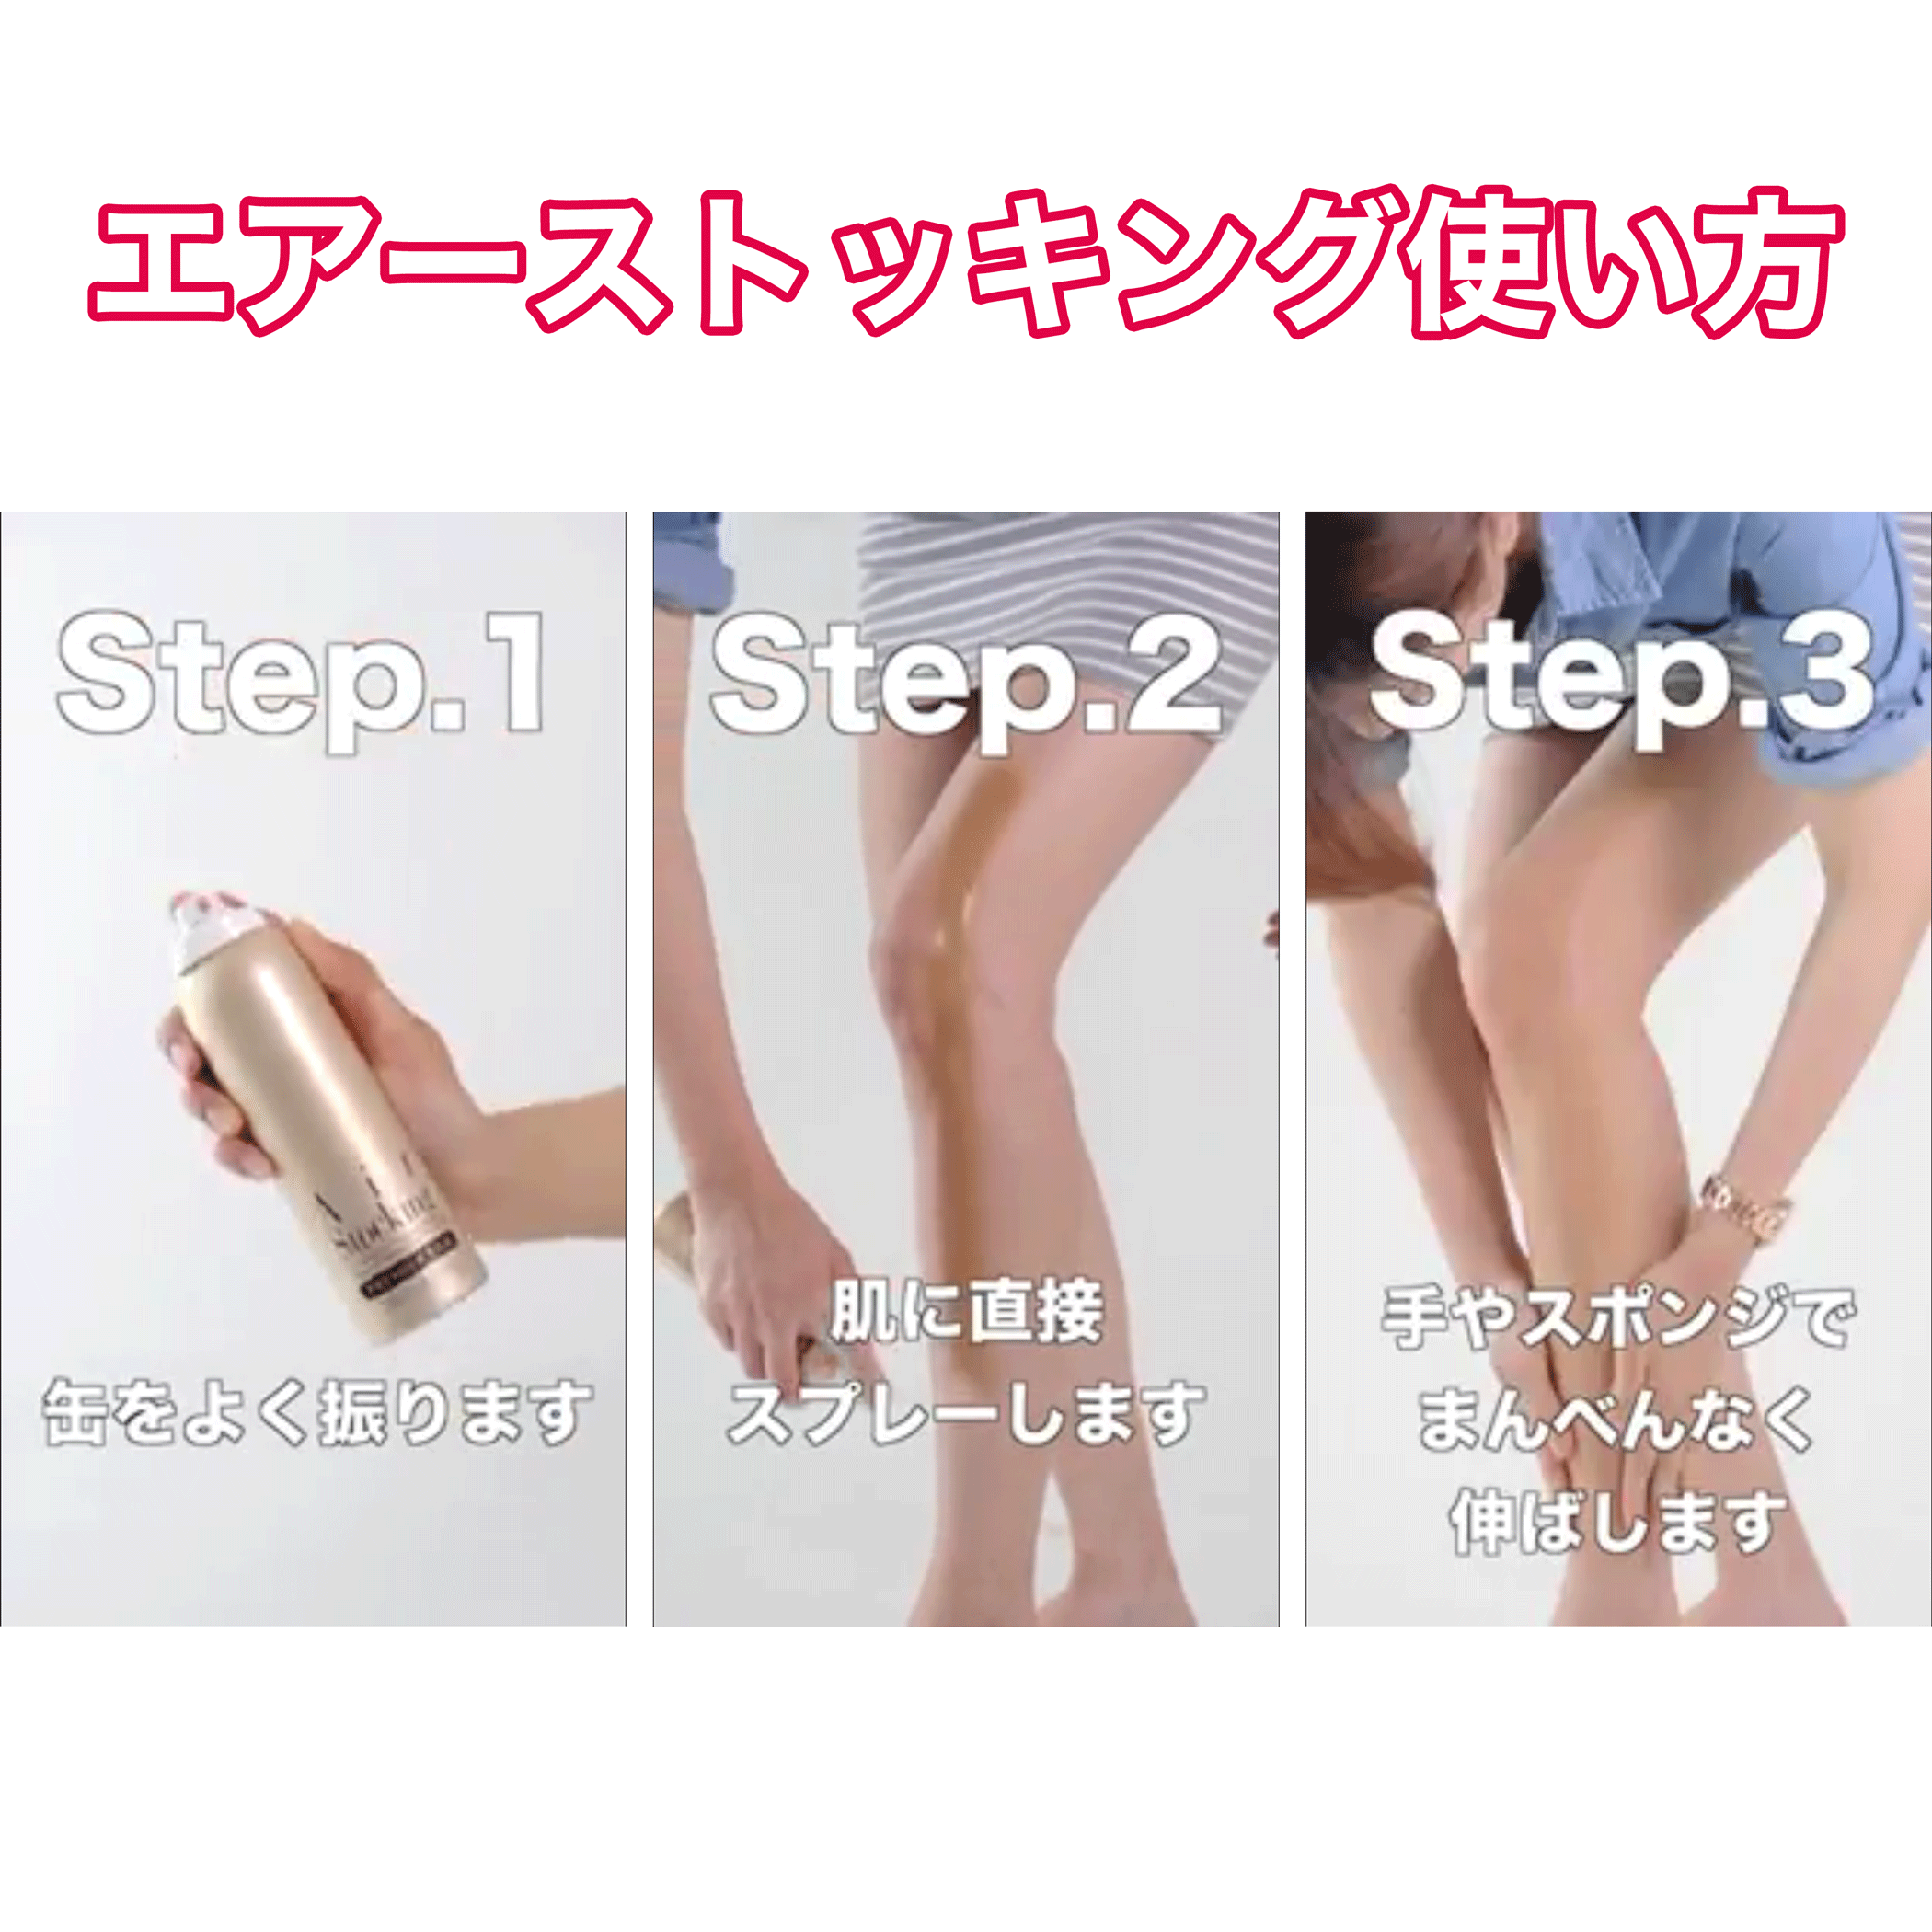 エアーストッキング使い方
Step.1
Air
Stocking
缶をよく振ります
Step.2
肌に直接
スプレーします
Step.3
手やスポンジで
まんべんなく
伸ばします